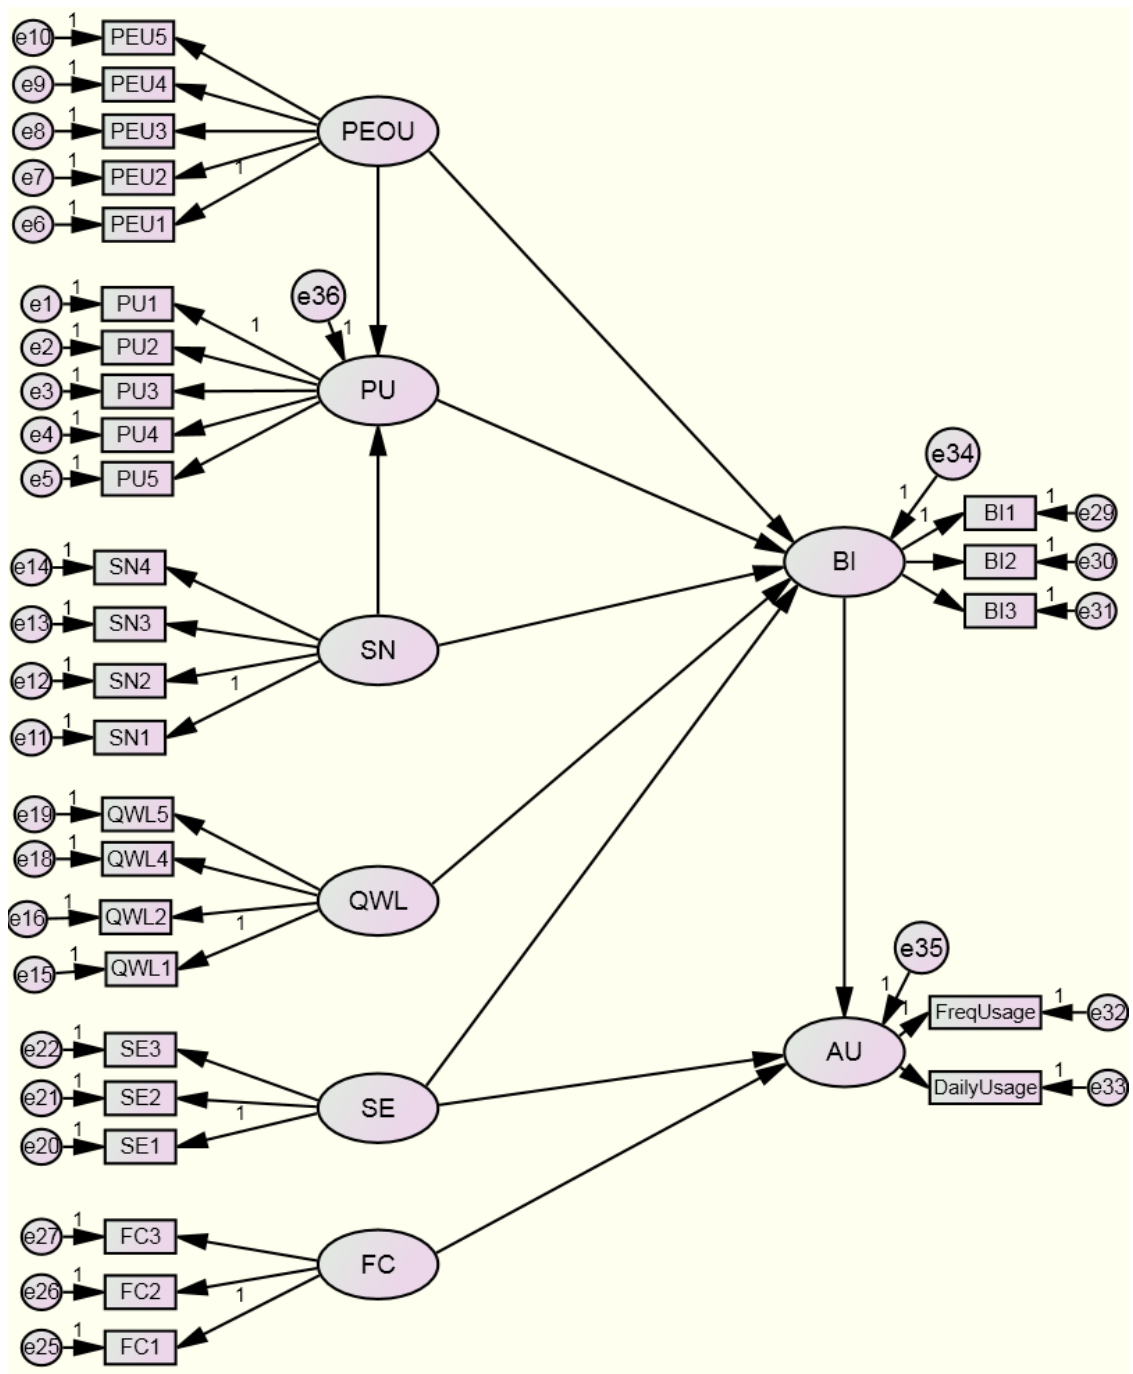 e10 1 PEU5
e9 1 PEU4
e8 1 PEU3
e7 1 PEU2
e6 1 PEU1
1
PEOU
e36
1
e1 1 PU1
e2 1 PU2
e3 1 PU3
e4 1 PU4
e5 1 PU5
1
PU
e14 1 SN4
e13 1 SN3
e12 1 SN2
e11 1 SN1
1
SN
e19 1 QWL5
e18 1 QWL4
e16 1 QWL2
e15 1 QWL1
1
QWL
e22 1 SE3
e21 1 SE2
e20 1 SE1
1
SE
e27 1 FC3
e26 1 FC2
e25 1 FC1
1
FC
e34
1
BI
1
BI1 1 e29
BI2 1 e30
BI3 1 e31
e35
1
AU
1
FreqUsage 1 e32
DailyUsage 1 e33